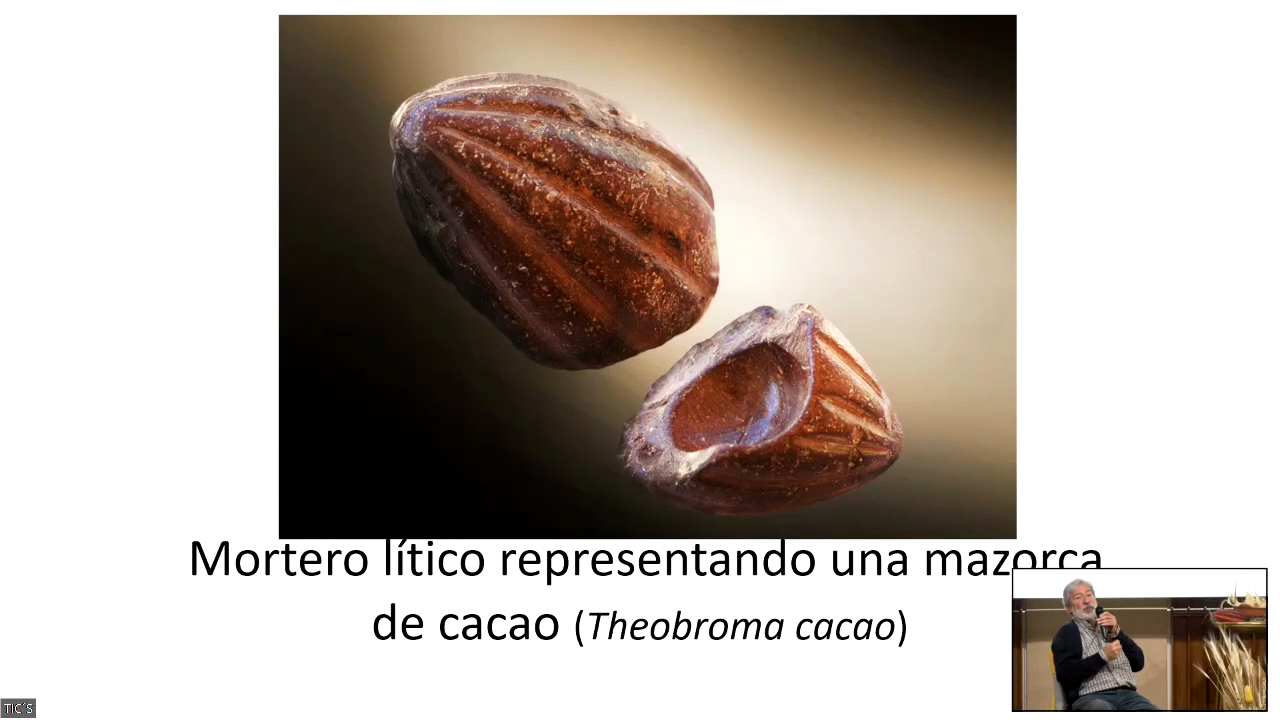 Mortero lítico representando una mazorca
de cacao (Theobroma cacao)
TIC´S